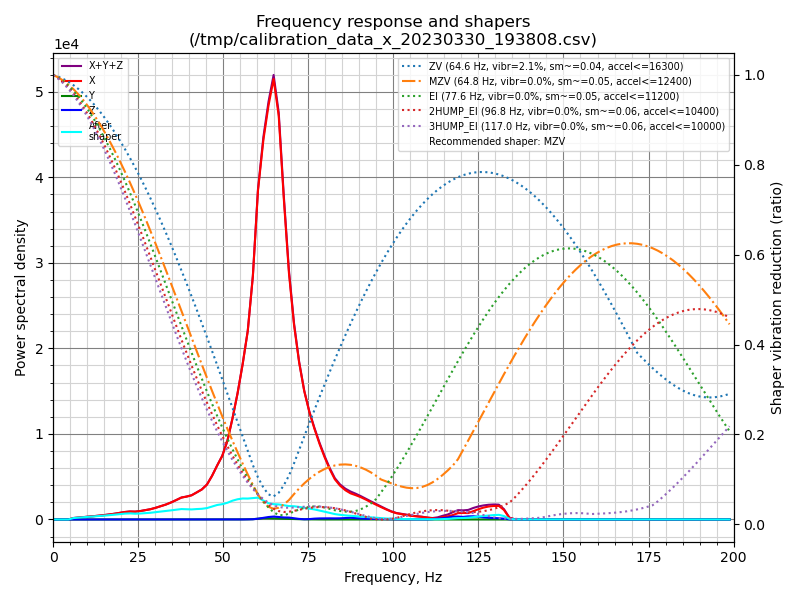 Frequency response and shapers
(/tmp/calibration_data_x_20230330_193808.csv)
1e4
X+Y+Z
X
Y
Z
After
shaper
ZV (64.6 Hz, vibr=2.1%, sm~=0.04, accel<=16300)
MZV (64.8 Hz, vibr=0.0%, sm~=0.05, accel<=12400)
EI (77.6 Hz, vibr=0.0%, sm~=0.05, accel<=11200)
2HUMP_EI (96.8 Hz, vibr=0.0%, sm~=0.06, accel<=10400)
3HUMP_EI (117.0 Hz, vibr=0.0%, sm~=0.06, accel<=10000)
Recommended shaper: MZV
Power spectral density
5
4
3
2
1
0
1.0
0.8
0.6
0.4
0.2
0.0
Shaper vibration reduction (ratio)
0 25 50 75 100 125 150 175 200
Frequency, Hz